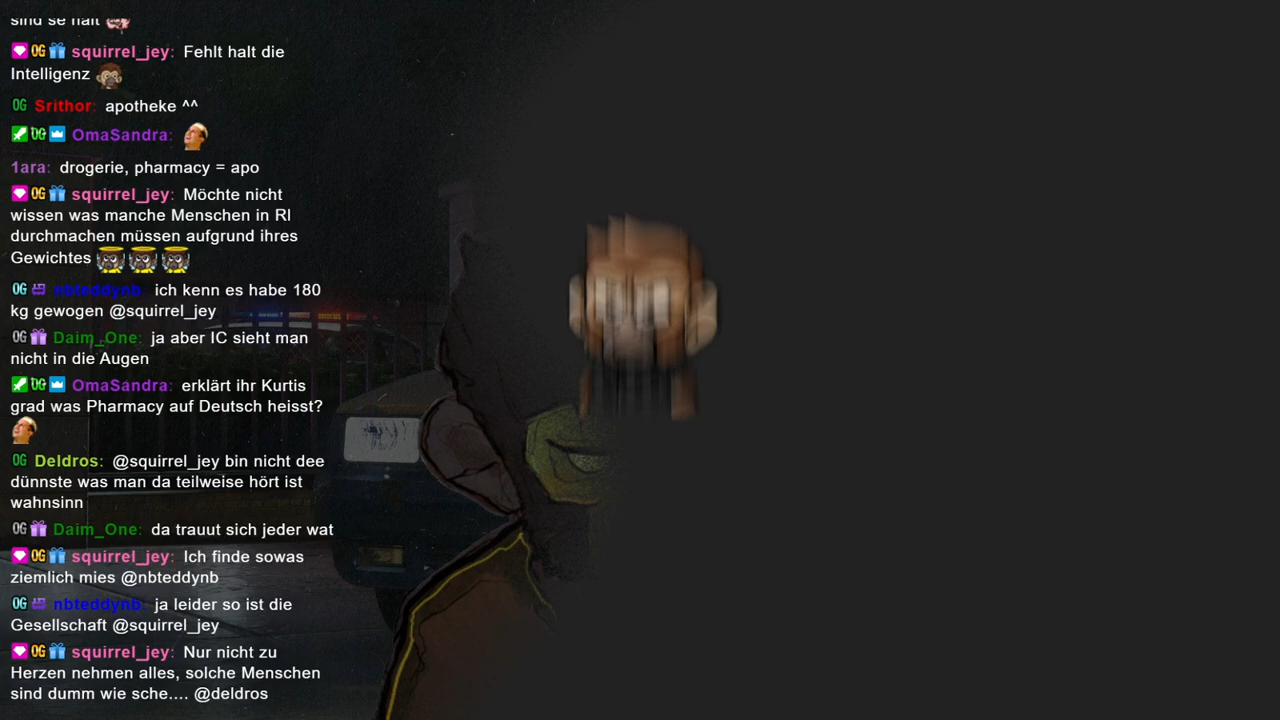 sind se halt
squirrel_jey: Fehlt halt die
Intelligenz
Srithor: apotheke ^^
OmaSandra:
1ara: drogerie, pharmacy = apo
squirrel_jey: Möchte nicht
wissen was manche Menschen in Rl
durchmachen müssen aufgrund ihres
Gewichtes
nbteddynb: ich kenn es habe 180
kg gewogen @squirrel_jey
Daim_One: ja aber IC sieht man
nicht in die Augen
OmaSandra: erklärt ihr Kurtis
grad was Pharmacy auf Deutsch heisst?
Deldros: @squirrel_jey bin nicht dee
dünnste was man da teilweise hört ist
wahnsinn
Daim_One: da trauut sich jeder wat
squirrel_jey: Ich finde sowas
ziemlich mies @nbteddynb
nbteddynb: ja leider so ist die
Gesellschaft @squirrel_jey
squirrel_jey: Nur nicht zu
Herzen nehmen alles, solche Menschen
sind dumm wie sche.... @deldros